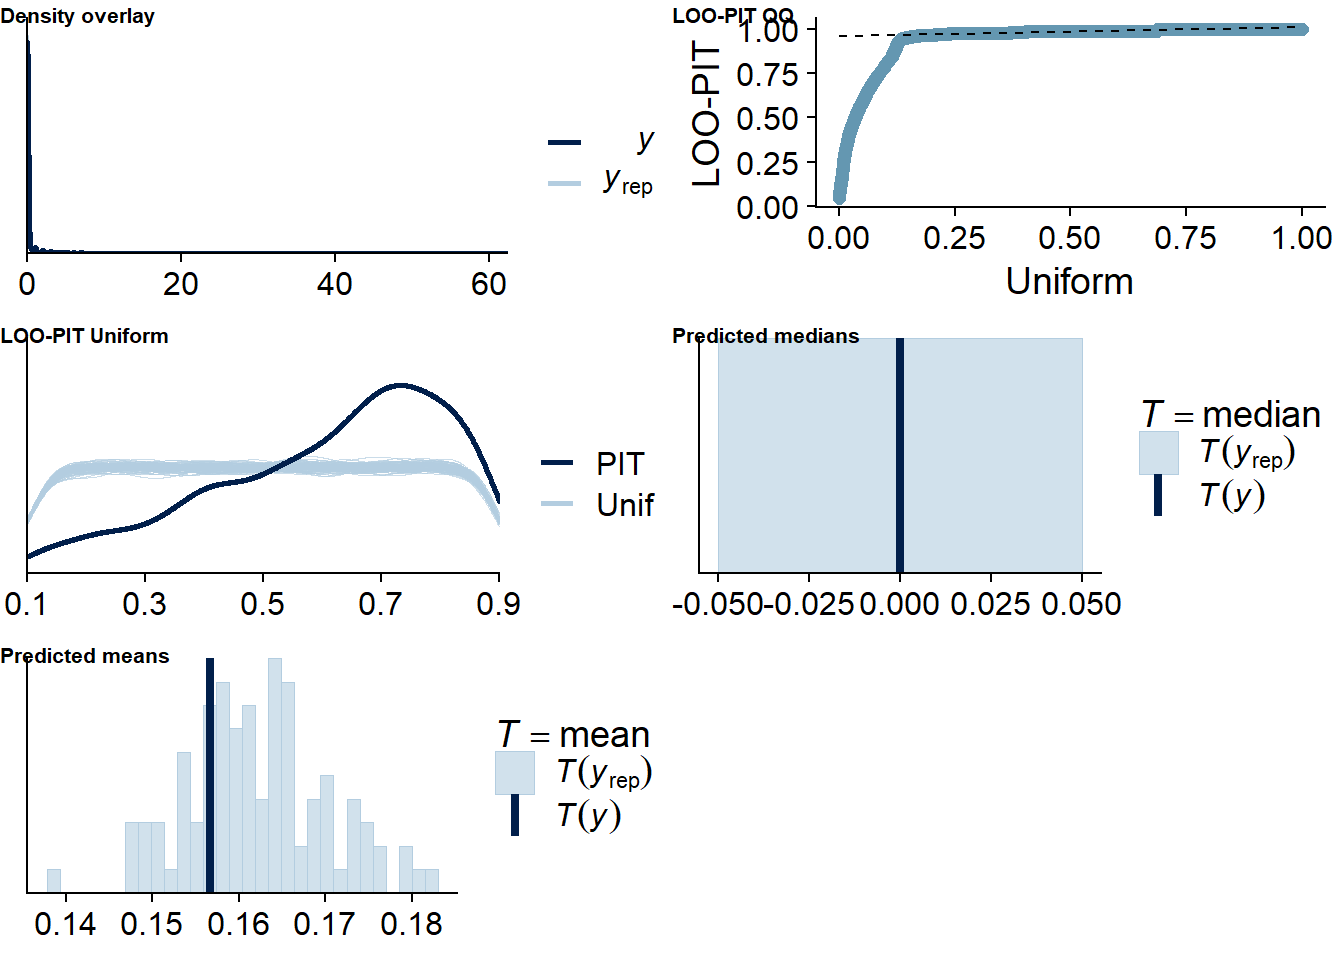 Density overlay
y
yrep
0 20 40 60
LOO-PIT QQ
LOO-PIT
1.00
0.75
0.50
0.25
0.00
0.00 0.25 0.50 0.75 1.00
Uniform
LOO-PIT Uniform
PIT
Unif
0.1 0.3 0.5 0.7 0.9
Predicted medians
T = median
T(yrep)
T(y)
-0.050 -0.025 0.000 0.025 0.050
Predicted means
T = mean
T(yrep)
T(y)
0.14 0.15 0.16 0.17 0.18